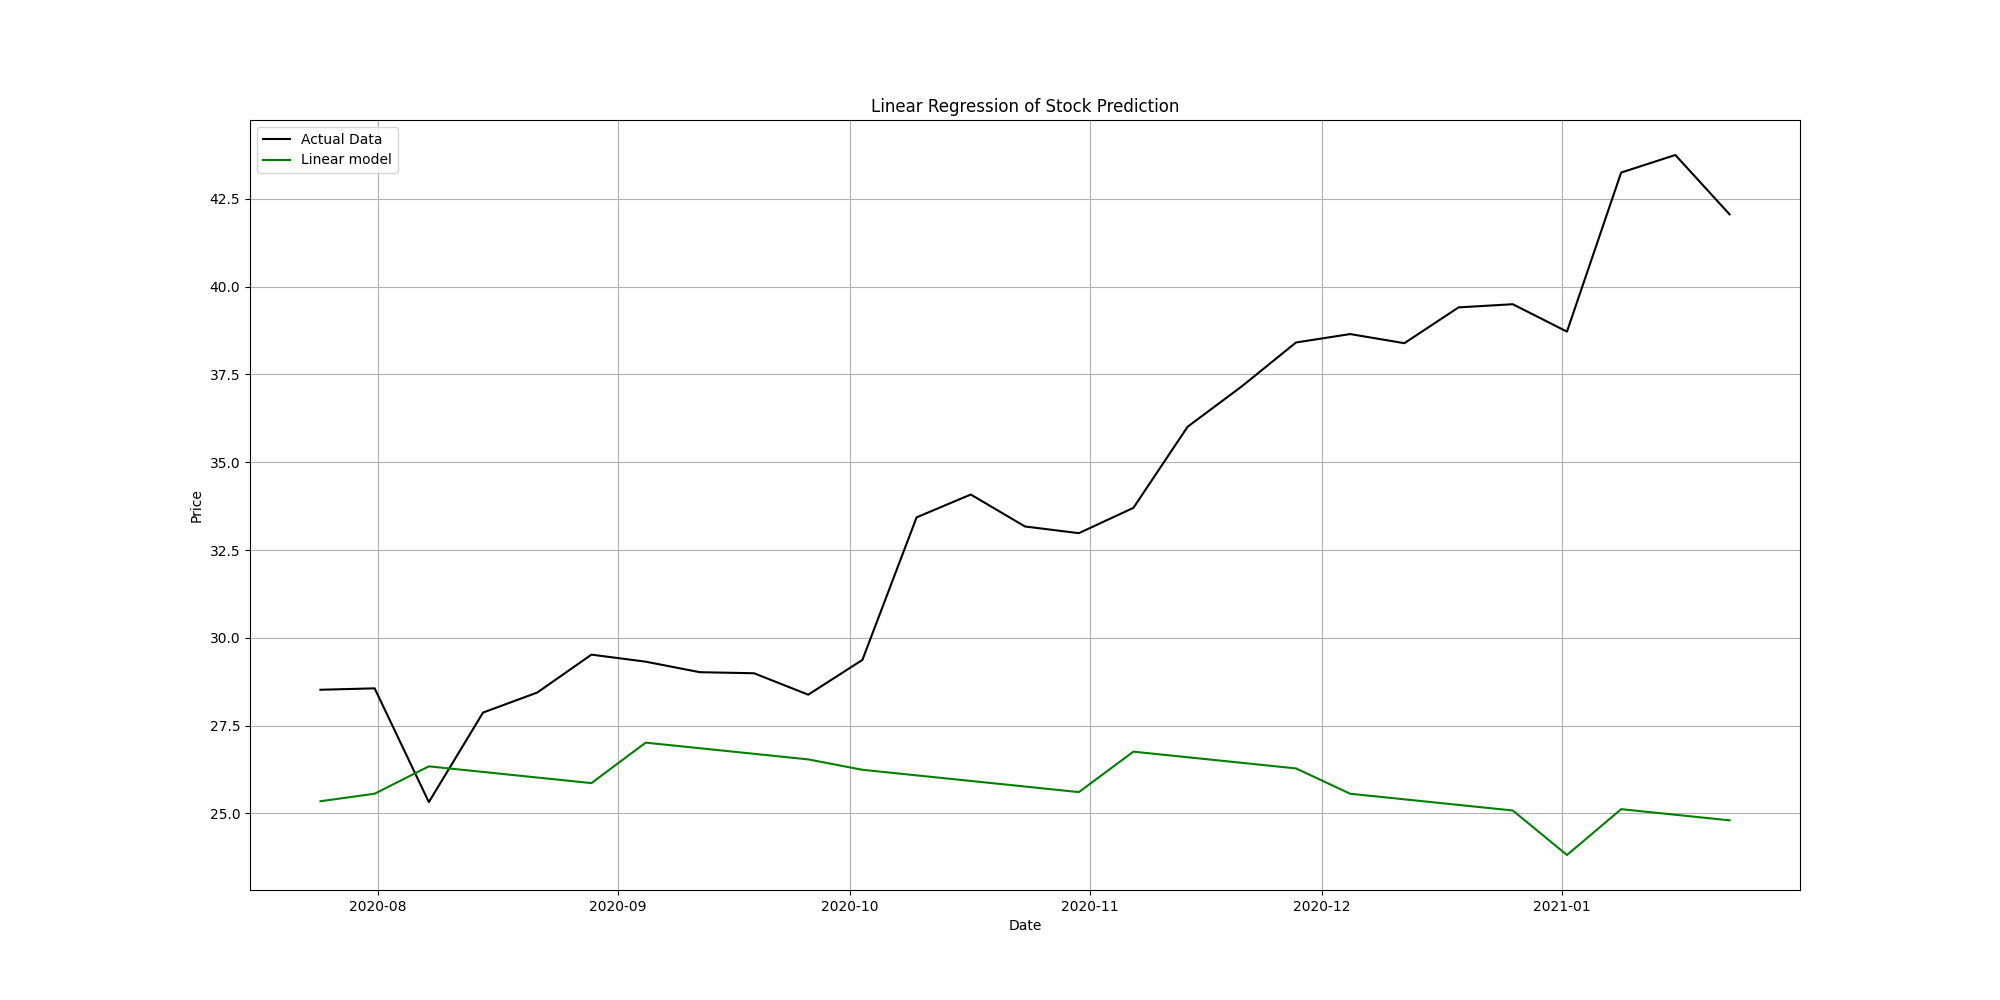 Linear Regression of Stock Prediction
Actual Data
Linear model
42.5
40.0
37.5
35.0
32.5
30.0
27.5
25.0
Price
2020-08 2020-09 2020-10 2020-11 2020-12 2021-01
Date